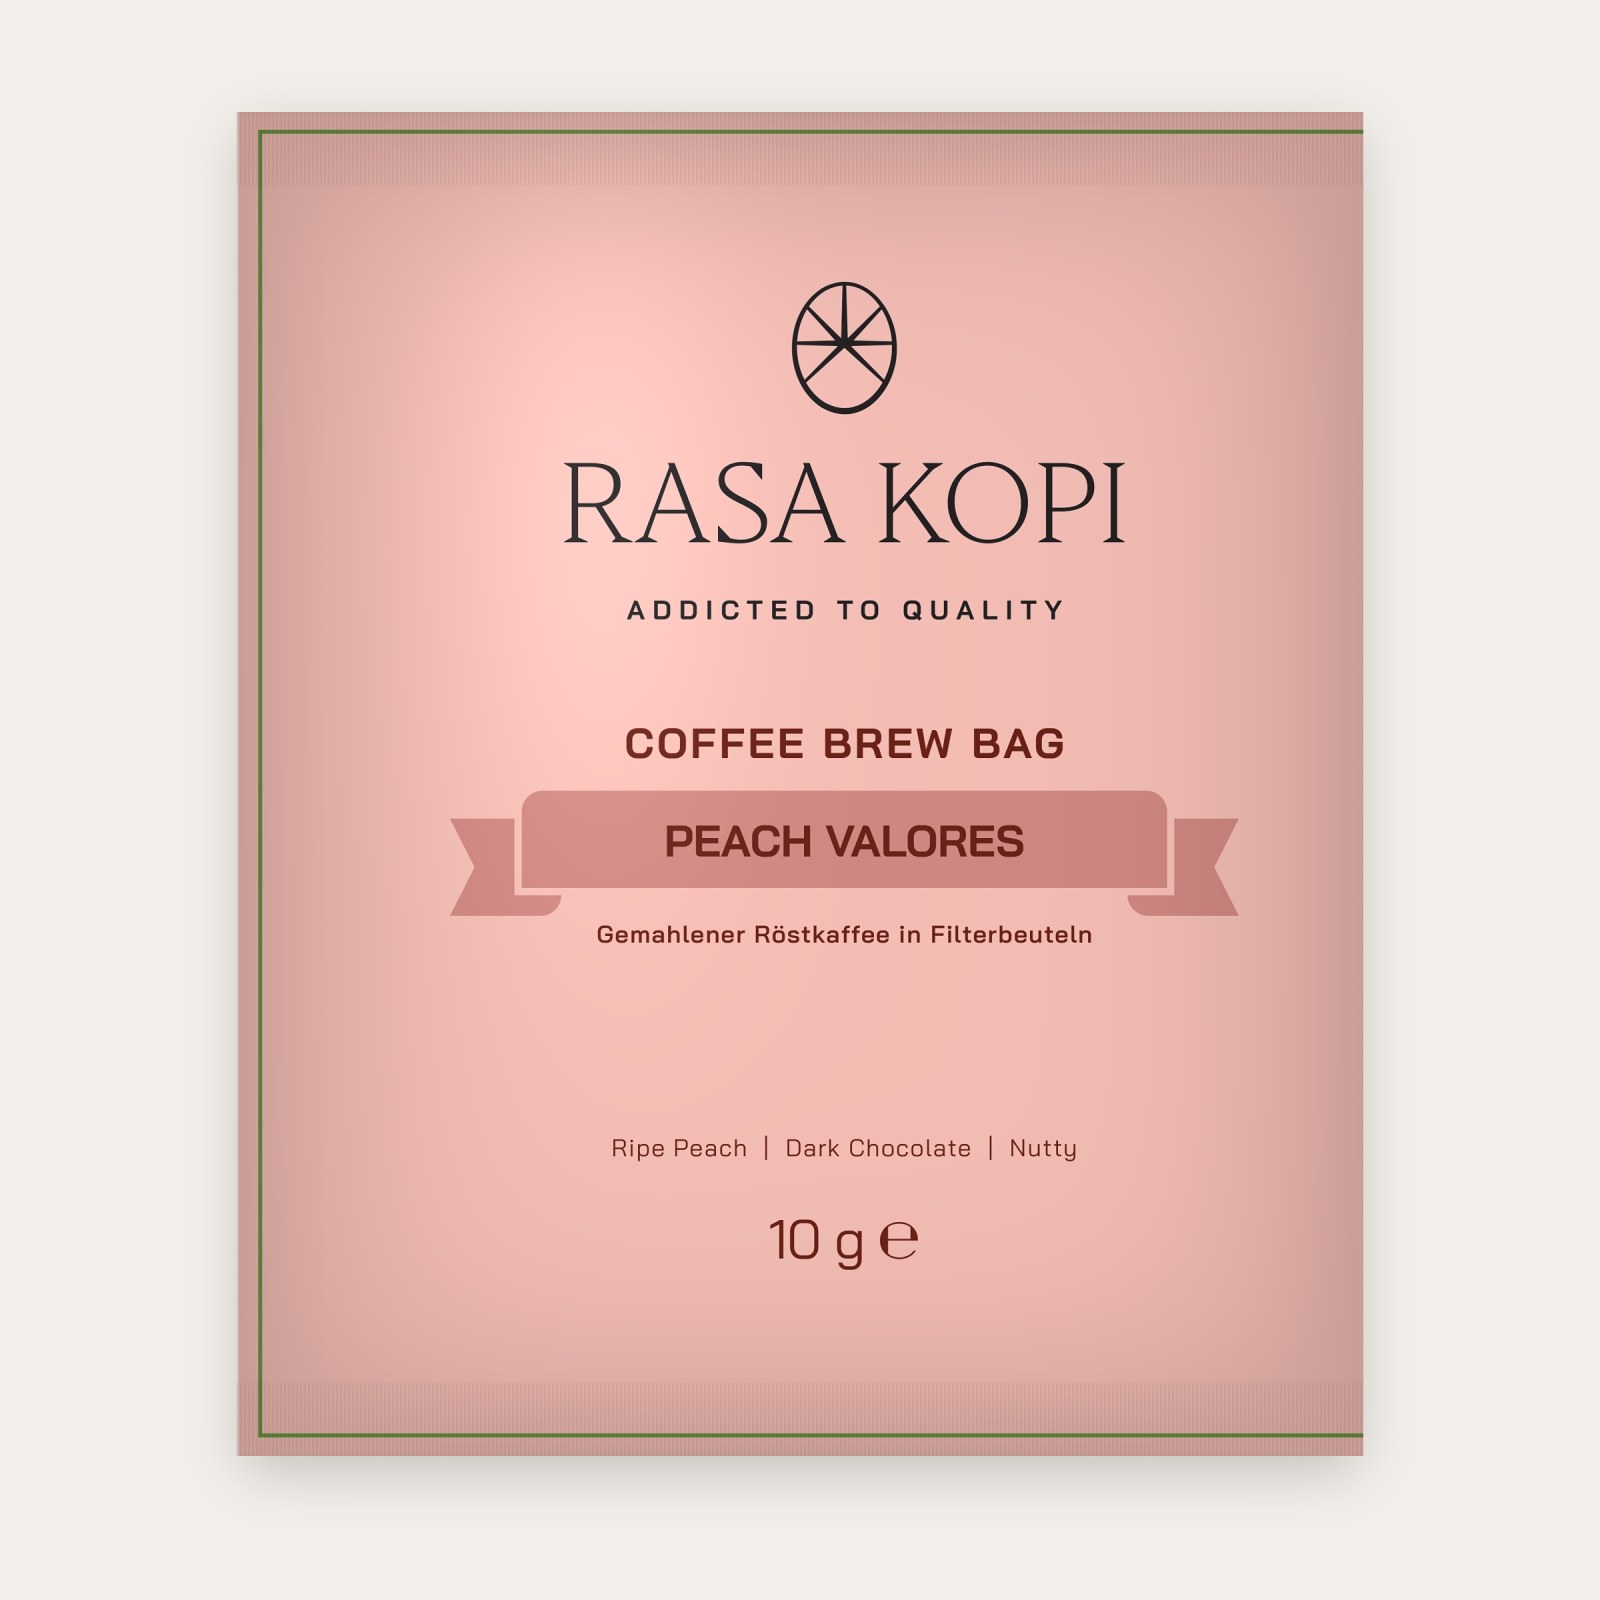 RASA KOPI
ADDICTED TO QUALITY
COFFEE BREW BAG
PEACH VALORES
Gemahlener Röstkaffee in Filterbeuteln
Ripe Peach | Dark Chocolate | Nutty
10 g ℮